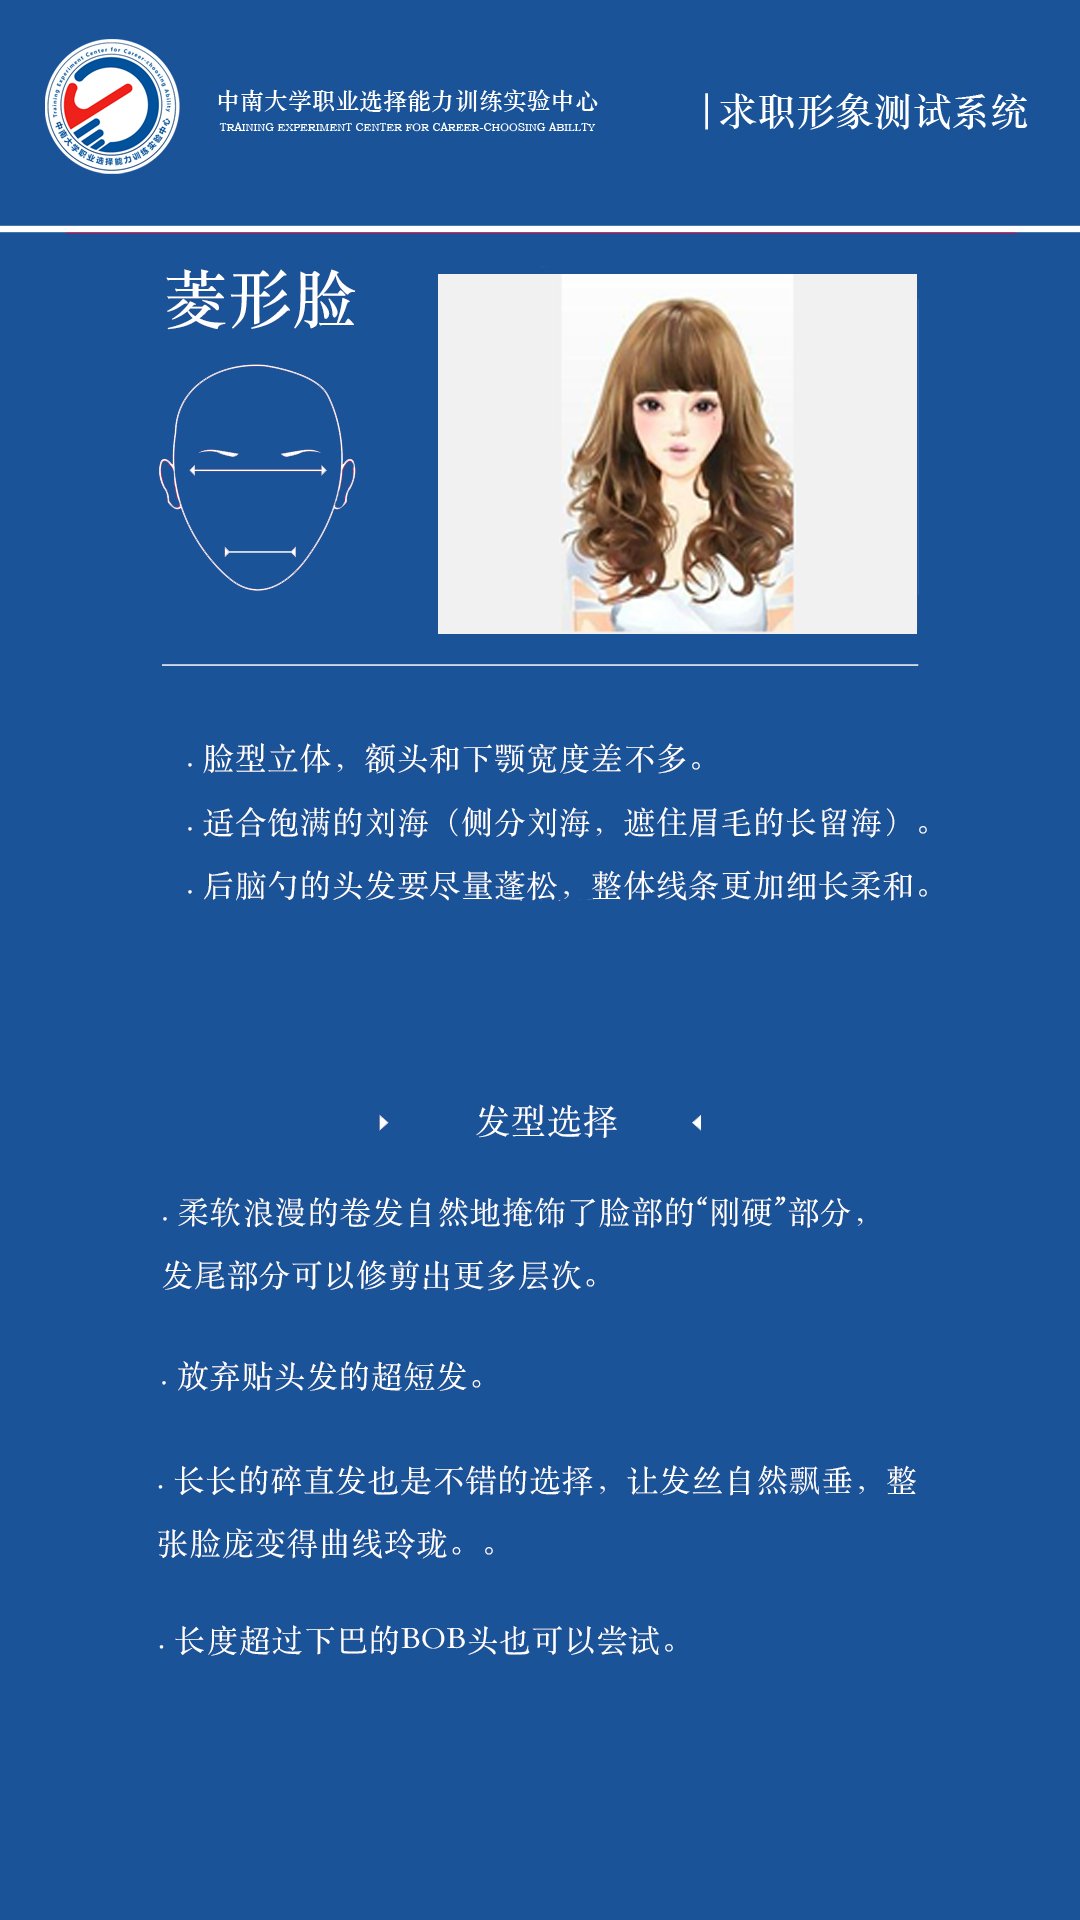 Training Experiment Center for Career-choosing Ability
中南大学职业选择能力训练实验中心
中南大学职业选择能力训练实验中心
TRAINING EXPERIMENT CENTER FOR CAREER-CHOOSING ABILLTY
|求职形象测试系统
菱形脸
. 脸型立体，额头和下颚宽度差不多。
. 适合饱满的刘海（侧分刘海，遮住眉毛的长留海）。
. 后脑勺的头发要尽量蓬松，整体线条更加细长柔和。
发型选择
. 柔软浪漫的卷发自然地掩饰了脸部的“刚硬”部分，
发尾部分可以修剪出更多层次。
. 放弃贴头发的超短发。
. 长长的碎直发也是不错的选择，让发丝自然飘垂，整
张脸庞变得曲线玲珑。。
. 长度超过下巴的BOB头也可以尝试。